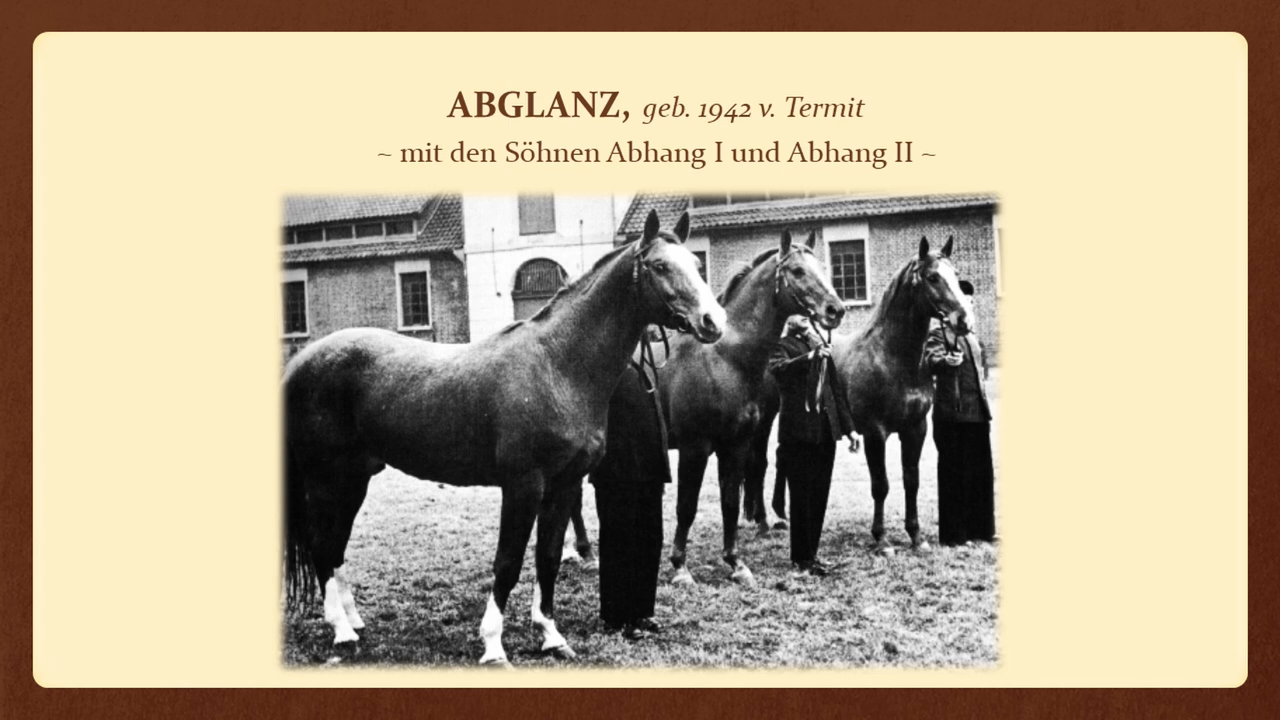 ABGLANZ, geb. 1942 v. Termit
~ mit den Söhnen Abhang I und Abhang II ~